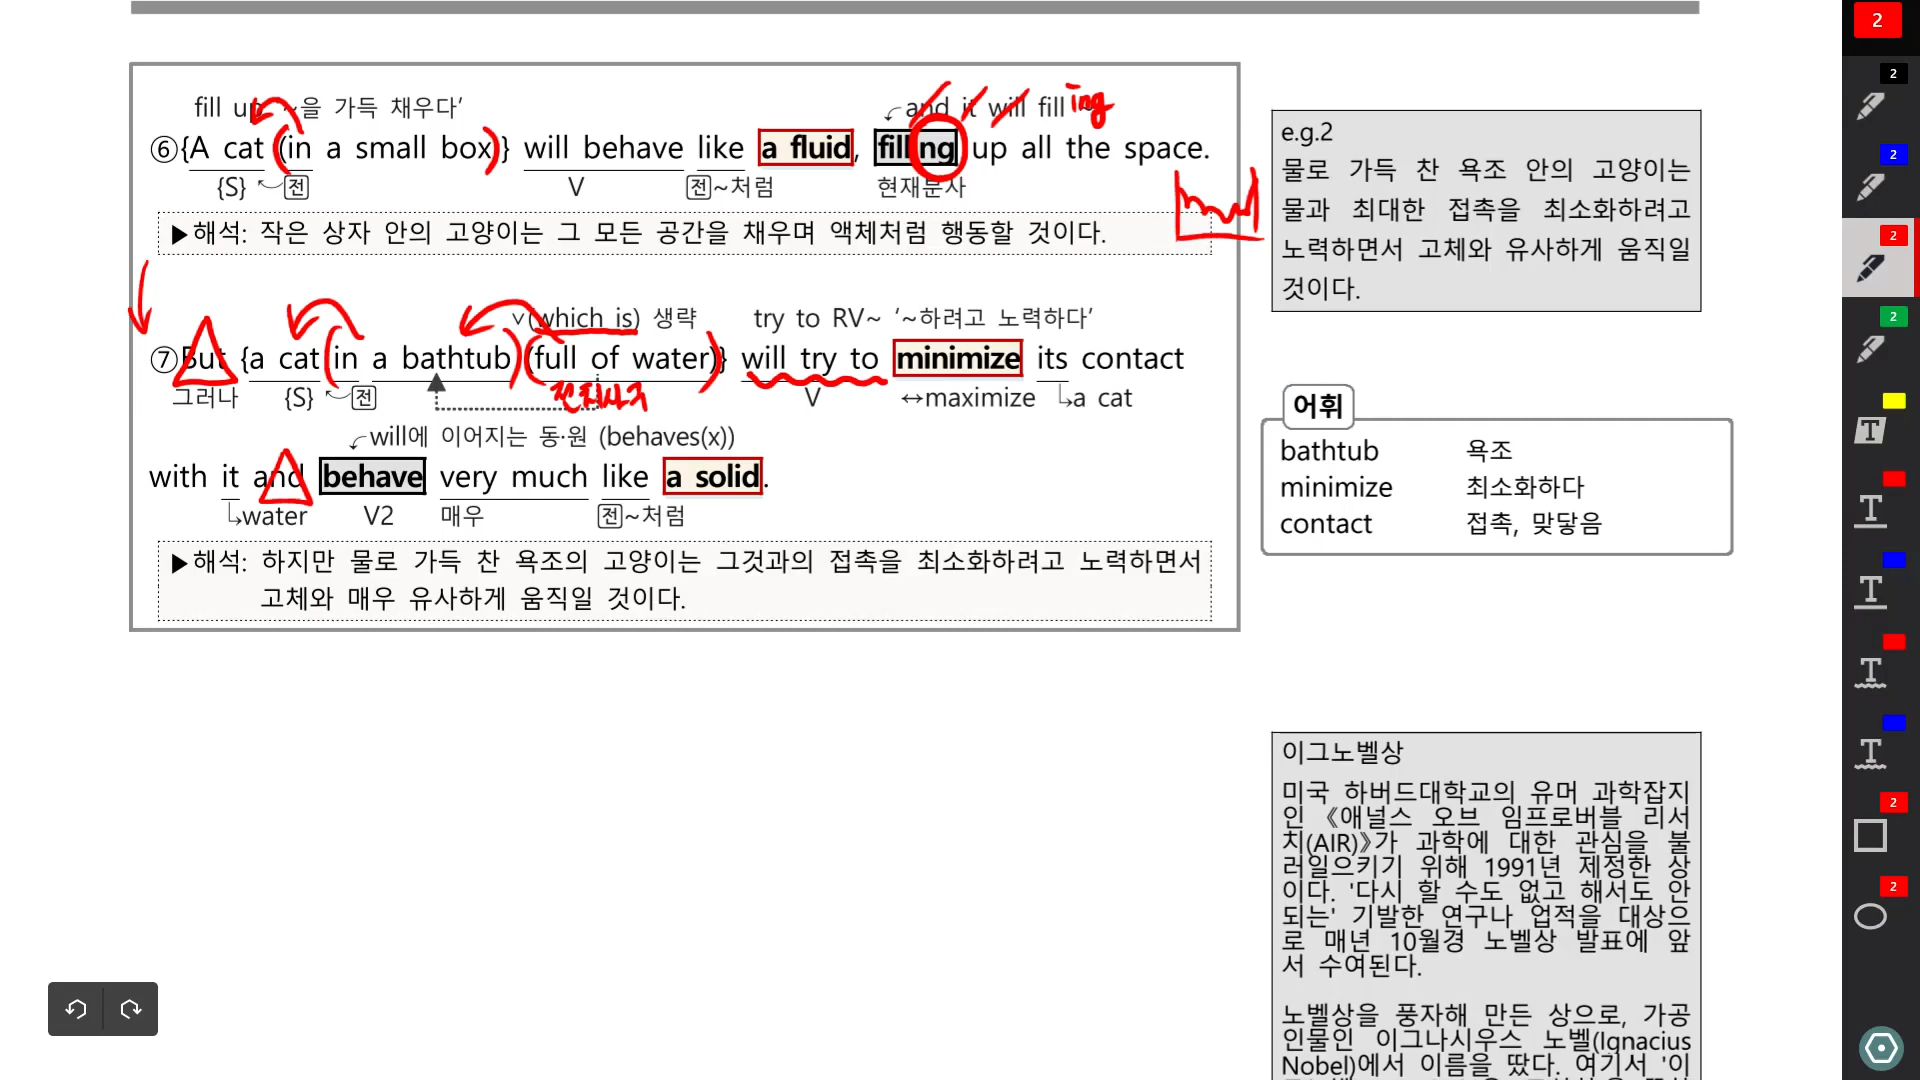 fill up ~을 가득 채우다’
and it will fill ~ ing
⑥{A cat (in a small box)} will behave like a fluid, filling up all the space.
{S} 전 V 전~처럼 현재분사
▶해석: 작은 상자 안의 고양이는 그 모든 공간을 채우며 액체처럼 행동할 것이다.
∨(which is) 생략 try to RV~ ‘~하려고 노력하다’
⑦But {a cat (in a bathtub) (full of water)} will try to minimize its contact
그러나 {S} 전 V ↔maximize ↳a cat
↙will에 이어지는 동·원 (behaves(x))
with it and behave very much like a solid.
↳water V2 매우 전~처럼
▶해석: 하지만 물로 가득 찬 욕조의 고양이는 그것과의 접촉을 최소화하려고 노력하면서
고체와 매우 유사하게 움직일 것이다.
e.g.2
물로 가득 찬 욕조 안의 고양이는
물과 최대한 접촉을 최소화하려고
노력하면서 고체와 유사하게 움직일
것이다.
어휘
bathtub 욕조
minimize 최소화하다
contact 접촉, 맞닿음
이그노벨상
미국 하버드대학교의 유머 과학잡지
인 《애널스 오브 임프로버블 리서
치(AIR)》가 과학에 대한 관심을 불
러일으키기 위해 1991년 제정한 상
이다. '다시 할 수도 없고 해서도 안
되는' 기발한 연구나 업적을 대상으
로 매년 10월경 노벨상 발표에 앞
서 수여된다.
노벨상을 풍자해 만든 상으로, 가공
인물인 이그나시우스 노벨(Ignacius
Nobel)에서 이름을 땄다. 여기서 '이
2
2
2
2
2
T
T
T
T
T
2
2